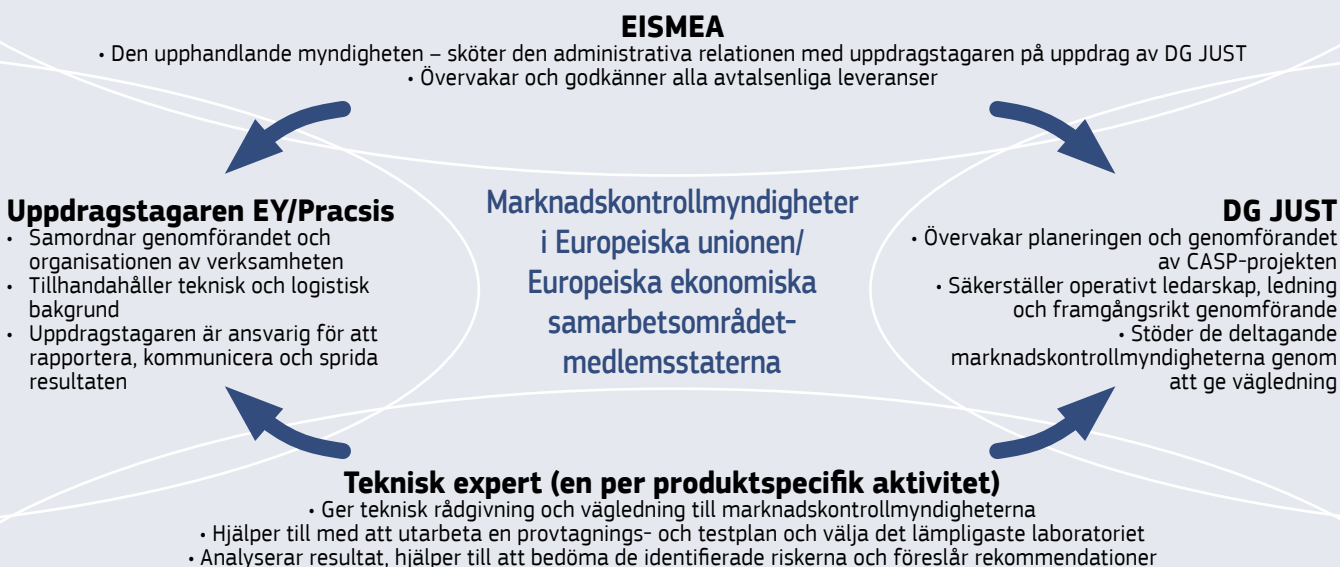 EISMEA
• Den upphandlande myndigheten – sköter den administrativa relationen med uppdragstagaren på uppdrag av DG JUST
• Övervakar och godkänner alla avtalsenliga leveranser
Uppdragstagaren EY/Pracsis
• Samordnar genomförandet och
organisationen av verksamheten
• Tillhandahåller teknisk och logistisk
bakgrund
• Uppdragstagaren är ansvarig för att
rapportera, kommunicera och sprida
resultaten
Marknadskontrollmyndigheter
i Europeiska unionen/
Europeiska ekonomiska
samarbetsområdet-
medlemsstaterna
DG JUST
• Övervakar planeringen och genomförandet
av CASP-projekten
• Säkerställer operativt ledarskap, ledning
och framgångsrikt genomförande
• Stöder de deltagande
marknadskontrollmyndigheterna genom
att ge vägledning
Teknisk expert (en per produktspecifik aktivitet)
• Ger teknisk rådgivning och vägledning till marknadskontrollmyndigheterna
• Hjälper till med att utarbeta en provtagnings- och testplan och välja det lämpligaste laboratoriet
• Analyserar resultat, hjälper till att bedöma de identifierade riskerna och föreslår rekommendationer